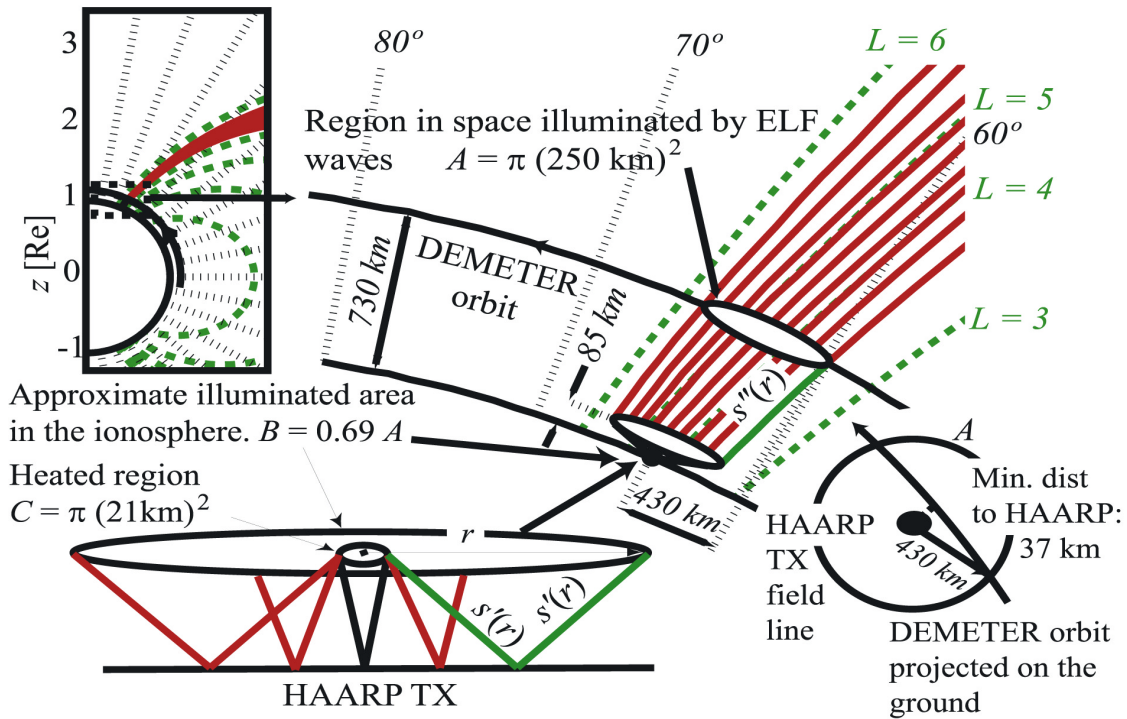 3
2
1
0
-1
z [Re]
80º
70º
L = 6
L = 5
60º
L = 4
L = 3
Region in space illuminated by ELF
waves A = π (250 km)²
DEMETER
orbit
730 km
85 km
s''(r)
430 km
Approximate illuminated area
in the ionosphere. B = 0.69 A
Heated region
C = π (21km)²
r
s'(r)
s'(r)
HAARP TX
A
Min. dist
to HAARP:
37 km
430 km
HAARP
TX
field
line
DEMETER orbit
projected on the
ground